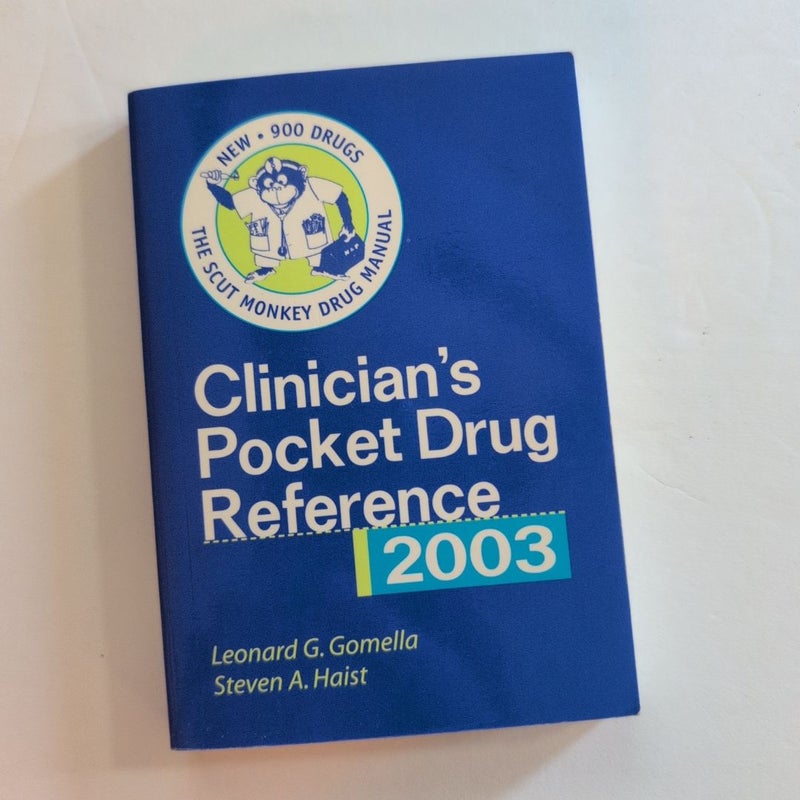 NEW • 900 DRUGS
THE SCUT MONKEY DRUG MANUAL
Clinician's
Pocket Drug
Reference
2003
Leonard G. Gomella
Steven A. Haist